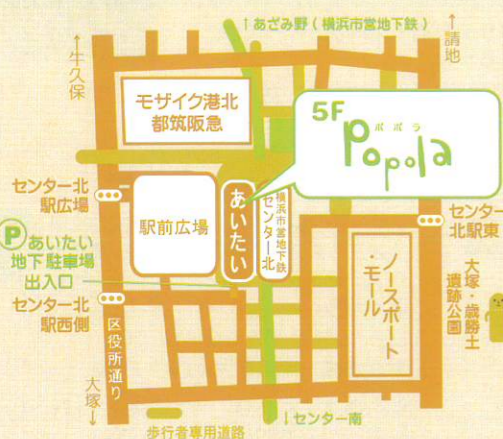 ↑あざみ野(横浜市営地下鉄)
↑請地
↑牛久保
モザイク港北
都筑阪急
5F
ポポラ
popola
センター北
駅広場
駅前広場
あいたい
横浜市営地下鉄
センター北
センター
北駅東
P あいたい
地下駐車場
出入口
センター北
駅西側
ノースポート
・モール
大塚・歳勝土
遺跡公園
区役所通り
大塚↓
↓センター南
歩行者専用道路